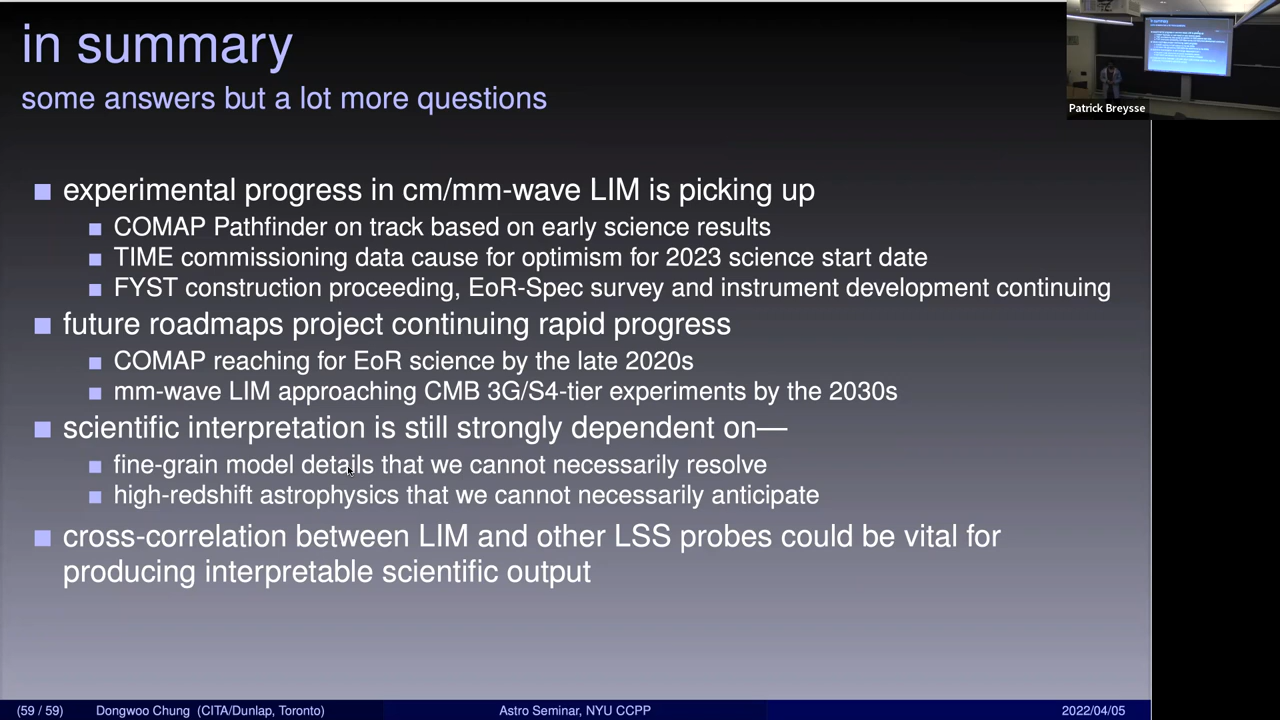 in summary
some answers but a lot more questions
Patrick Breysse
experimental progress in cm/mm-wave LIM is picking up
COMAP Pathfinder on track based on early science results
TIME commissioning data cause for optimism for 2023 science start date
FYST construction proceeding, EoR-Spec survey and instrument development continuing
future roadmaps project continuing rapid progress
COMAP reaching for EoR science by the late 2020s
mm-wave LIM approaching CMB 3G/S4-tier experiments by the 2030s
scientific interpretation is still strongly dependent on—
fine-grain model details that we cannot necessarily resolve
high-redshift astrophysics that we cannot necessarily anticipate
cross-correlation between LIM and other LSS probes could be vital for
producing interpretable scientific output
(59 / 59) Dongwoo Chung (CITA/Dunlap, Toronto) Astro Seminar, NYU CCPP 2022/04/05